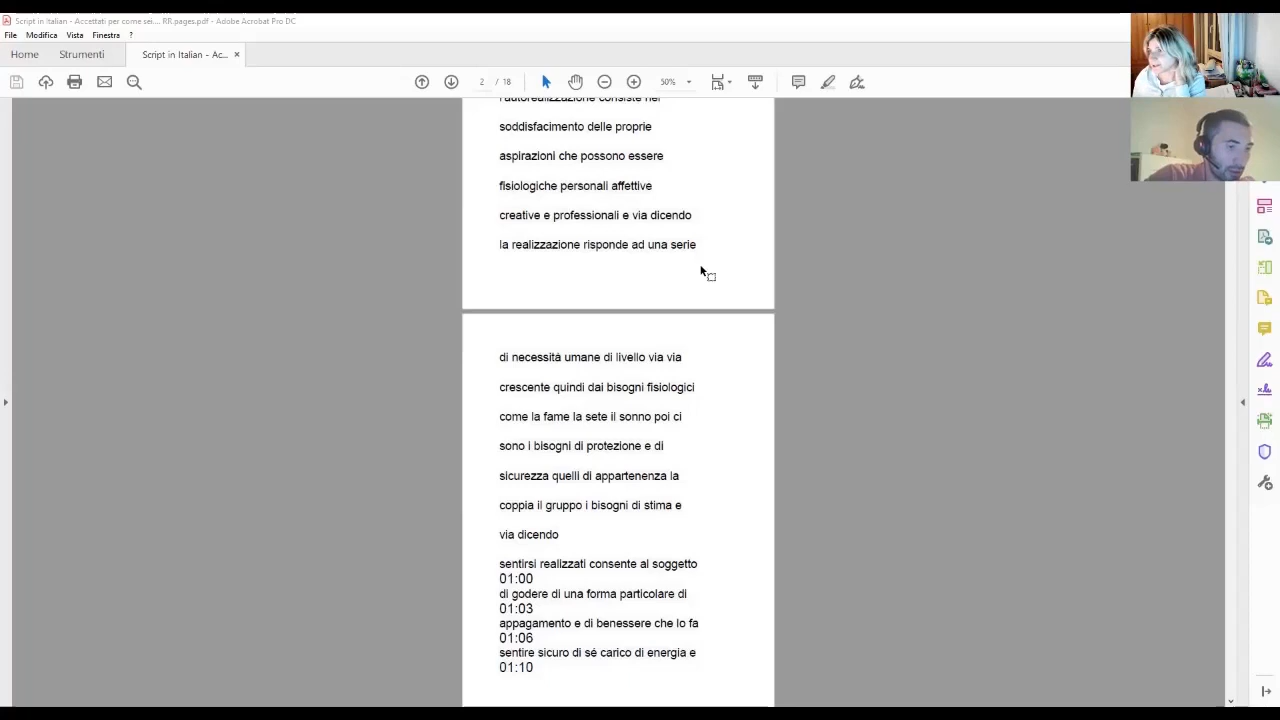 Script in Italian - Accettati per come sei.... RR.pages.pdf - Adobe Acrobat Pro DC
File Modifica Vista Finestra ?
Home Strumenti Script in Italian - Ac... ×
2 / 18 50%
l'autorealizzazione consiste nel
soddisfacimento delle proprie
aspirazioni che possono essere
fisiologiche personali affettive
creative e professionali e via dicendo
la realizzazione risponde ad una serie
di necessità umane di livello via via
crescente quindi dai bisogni fisiologici
come la fame la sete il sonno poi ci
sono i bisogni di protezione e di
sicurezza quelli di appartenenza la
coppia il gruppo i bisogni di stima e
via dicendo
sentirsi realizzati consente al soggetto
01:00
di godere di una forma particolare di
01:03
appagamento e di benessere che lo fa
01:06
sentire sicuro di sé carico di energia e
01:10